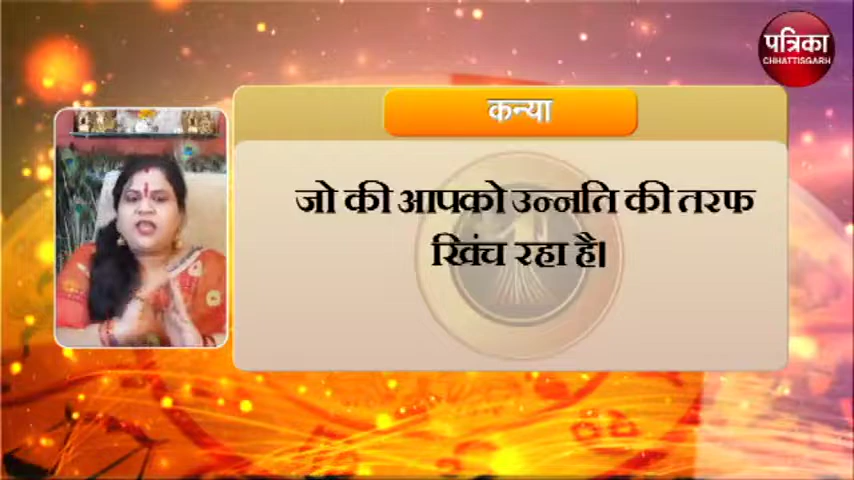 पत्रिका
CHHATTISGARH
कन्या
जो की आपको उन्नति की तरफ
खिंच रहा है।